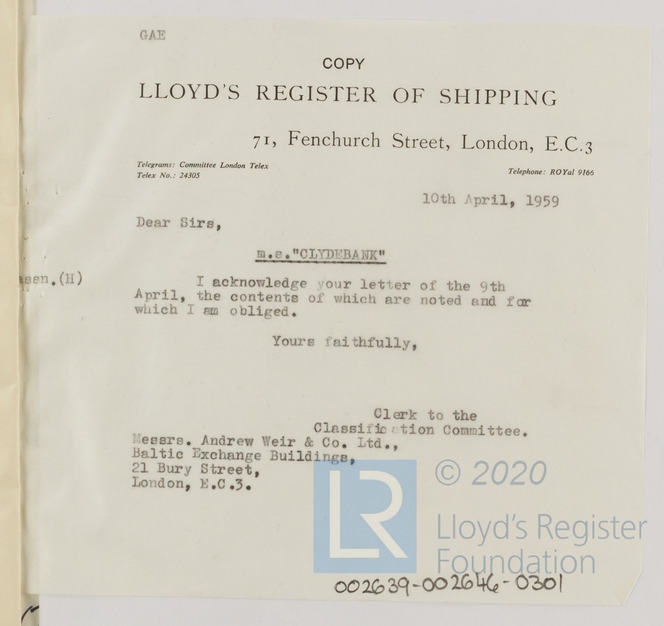 GAE
COPY
LLOYD'S REGISTER OF SHIPPING
71, Fenchurch Street, London, E.C.3
Telegrams: Committee London Telex
Telex No.: 24305
Telephone: ROYal 9166
10th April, 1959
Dear Sirs,
m.s."CLYDEBANK"
sen.(H)
I acknowledge your letter of the 9th
April, the contents of which are noted and for
which I am obliged.
Yours faithfully,
Clerk to the
Classification Committee.
Messrs. Andrew Weir & Co. Ltd.,
Baltic Exchange Buildings,
21 Bury Street,
London, E.C.3.
LR
© 2020
Lloyd's Register
Foundation
002639-002646-0301